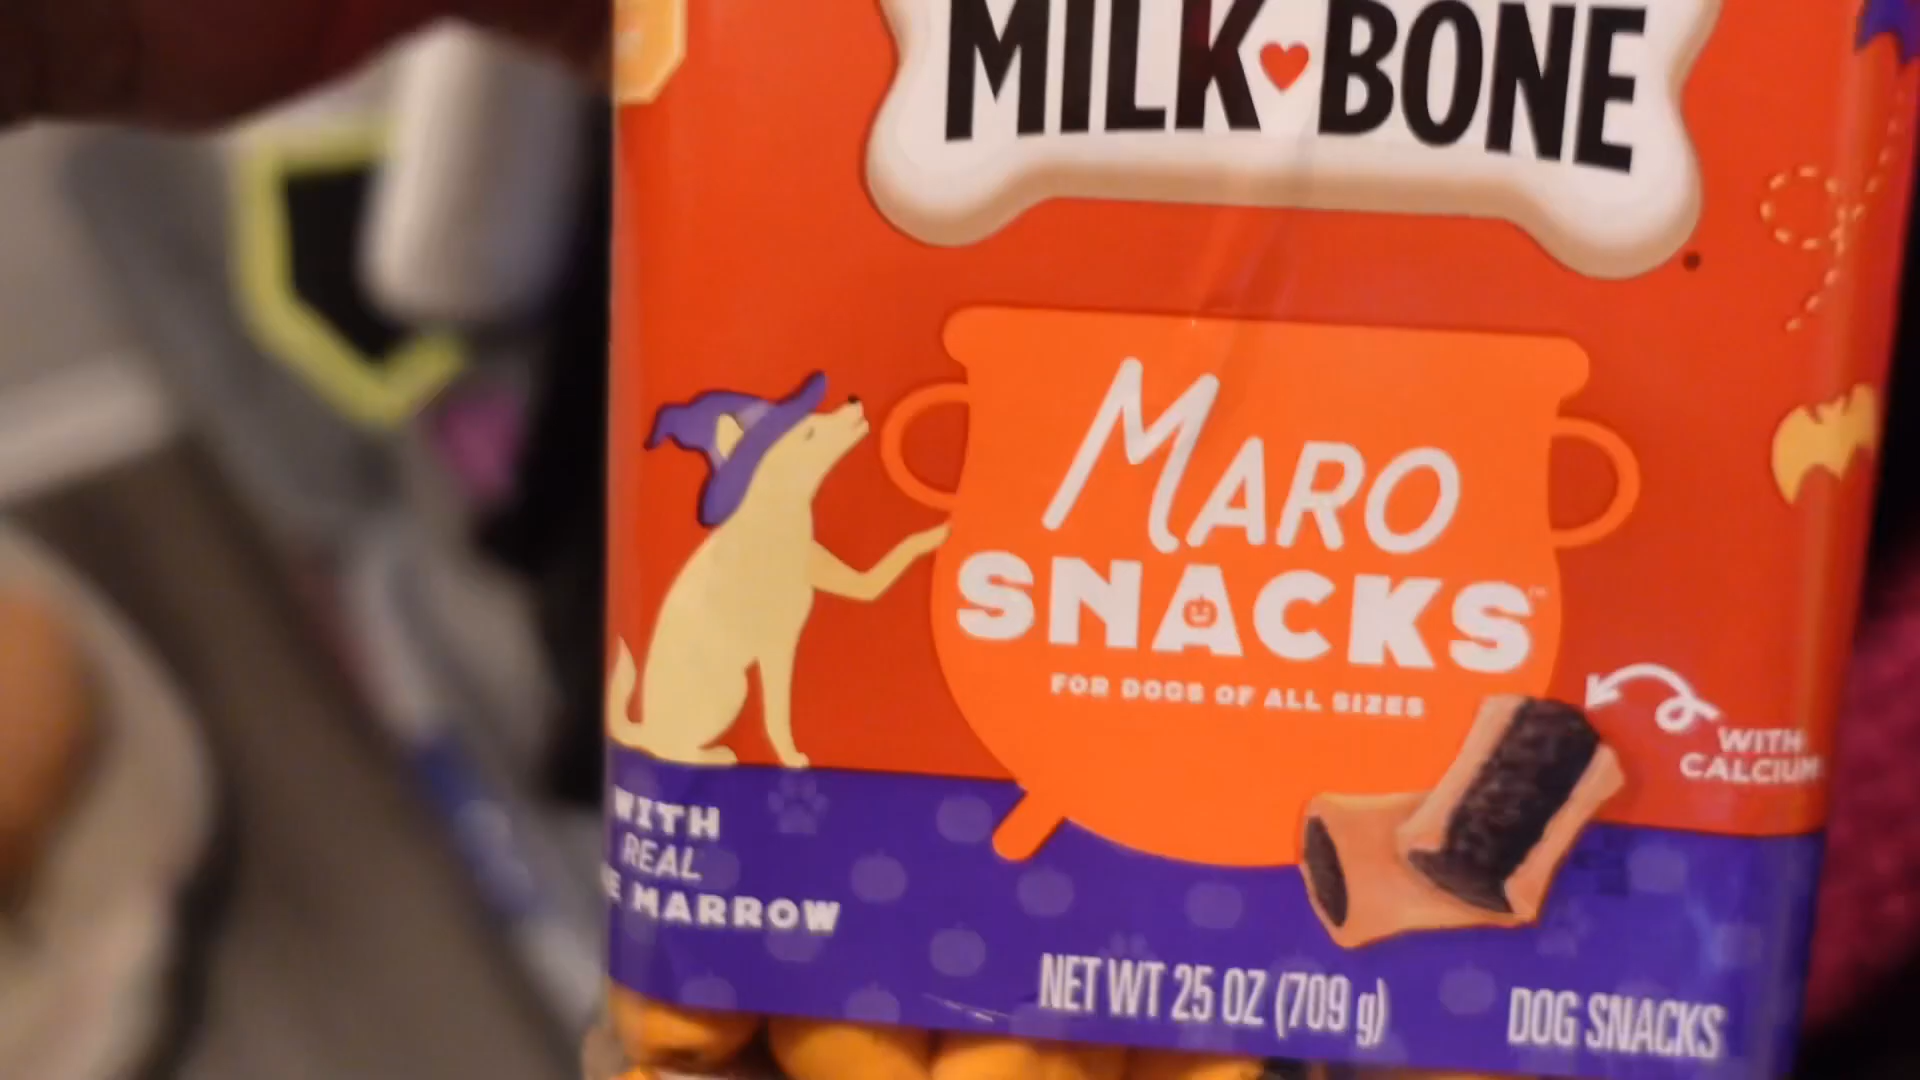 MILK BONE
MARO
SNACKS™
FOR DOGS OF ALL SIZES
WITH
CALCIUM
WITH
REAL
MARROW
NET WT 25 OZ (709 g)
DOG SNACKS